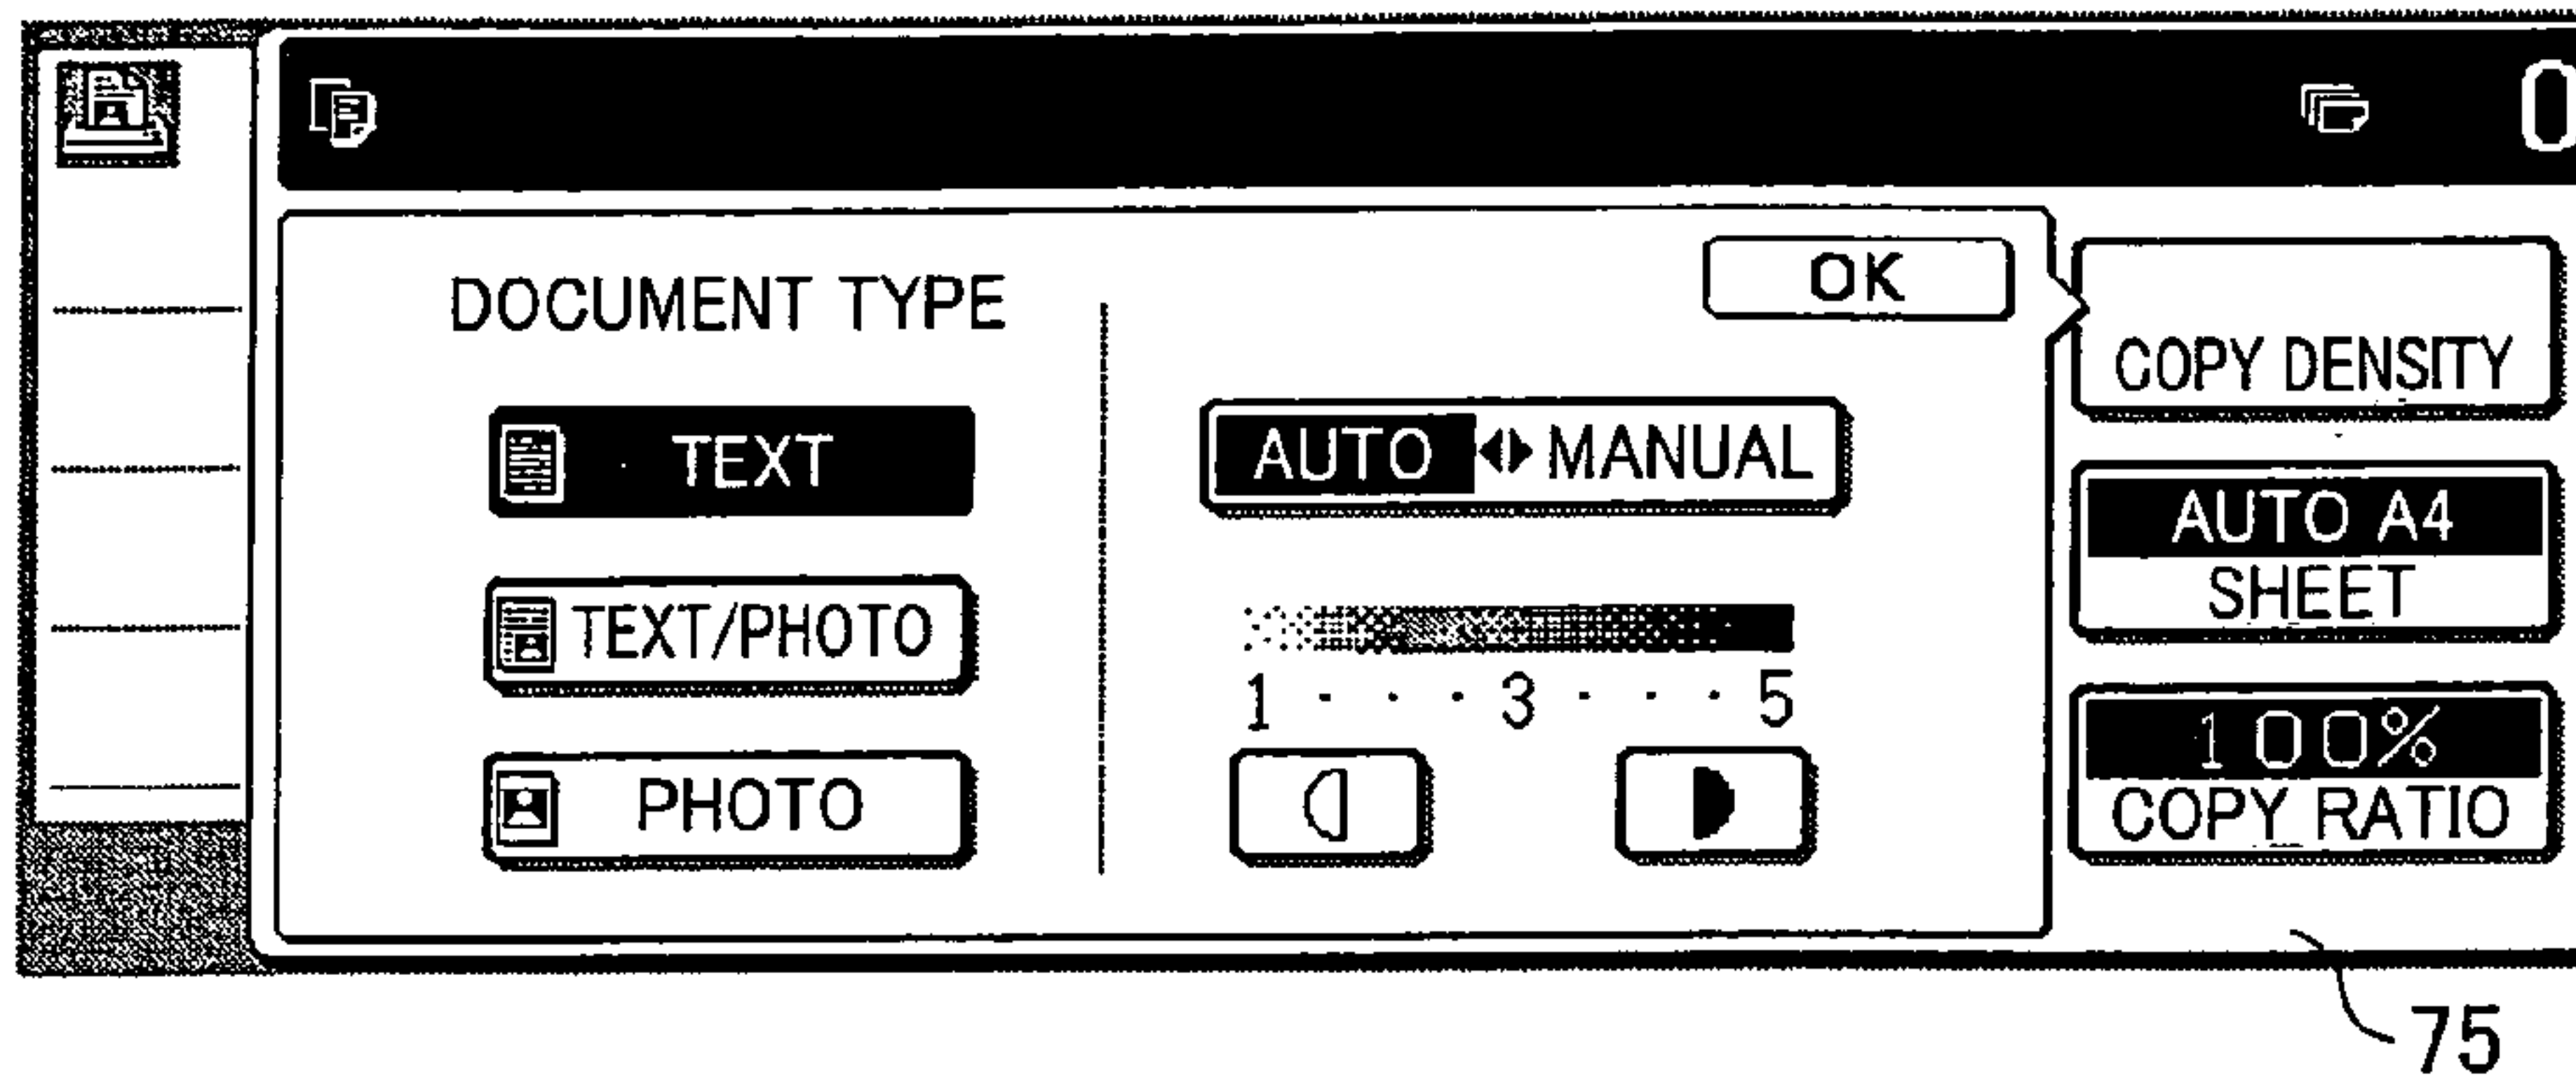 0
OK
DOCUMENT TYPE
COPY DENSITY
TEXT
AUTO MANUAL
AUTO A4
SHEET
TEXT/PHOTO
1 · · · 3 · · · 5
100%
COPY RATIO
PHOTO
75